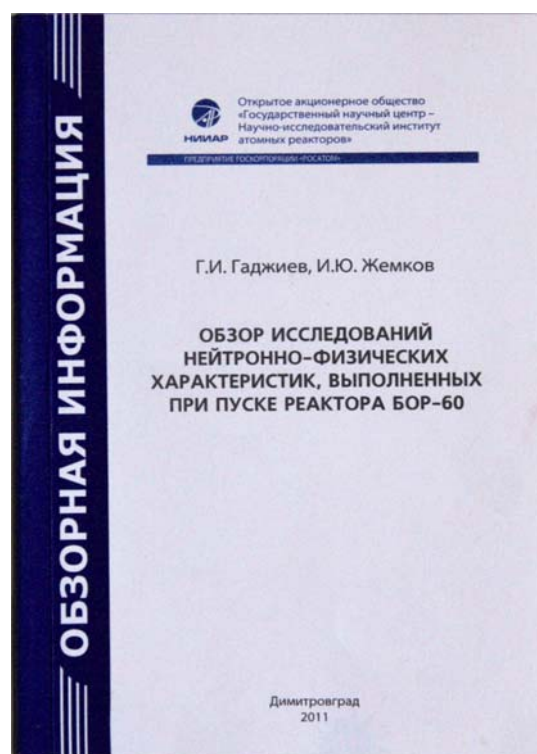 ОБЗОРНАЯ ИНФОРМАЦИЯ
НИИАР
Открытое акционерное общество
«Государственный научный центр –
Научно-исследовательский институт
атомных реакторов»
ПРЕДПРИЯТИЕ ГОСКОРПОРАЦИИ «РОСАТОМ»
Г.И. Гаджиев, И.Ю. Жемков
ОБЗОР ИССЛЕДОВАНИЙ
НЕЙТРОННО-ФИЗИЧЕСКИХ
ХАРАКТЕРИСТИК, ВЫПОЛНЕННЫХ
ПРИ ПУСКЕ РЕАКТОРА БОР-60
Димитровград
2011